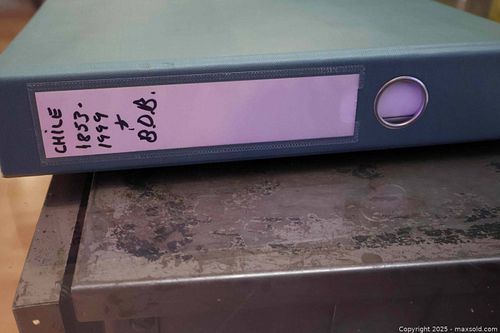 CHILE
1853-
1999
+
BOB.
Copyright 2025 - maxsold.com